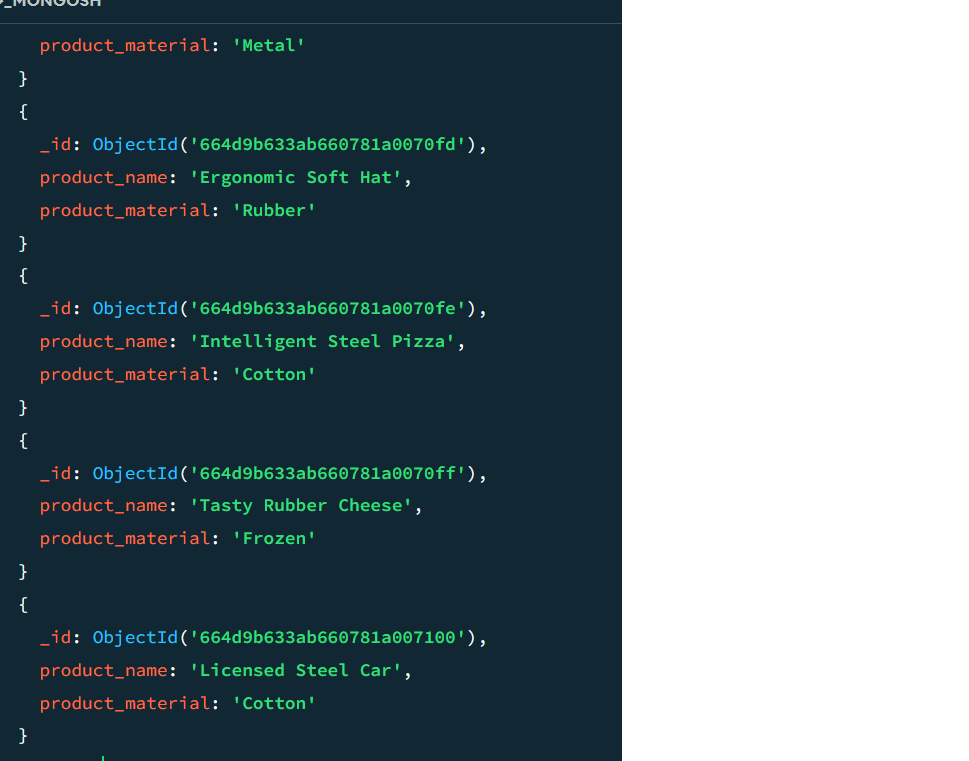 >_MONGOSH
product_material: 'Metal'
}
{
_id: ObjectId('664d9b633ab660781a0070fd'),
product_name: 'Ergonomic Soft Hat',
product_material: 'Rubber'
}
{
_id: ObjectId('664d9b633ab660781a0070fe'),
product_name: 'Intelligent Steel Pizza',
product_material: 'Cotton'
}
{
_id: ObjectId('664d9b633ab660781a0070ff'),
product_name: 'Tasty Rubber Cheese',
product_material: 'Frozen'
}
{
_id: ObjectId('664d9b633ab660781a007100'),
product_name: 'Licensed Steel Car',
product_material: 'Cotton'
}